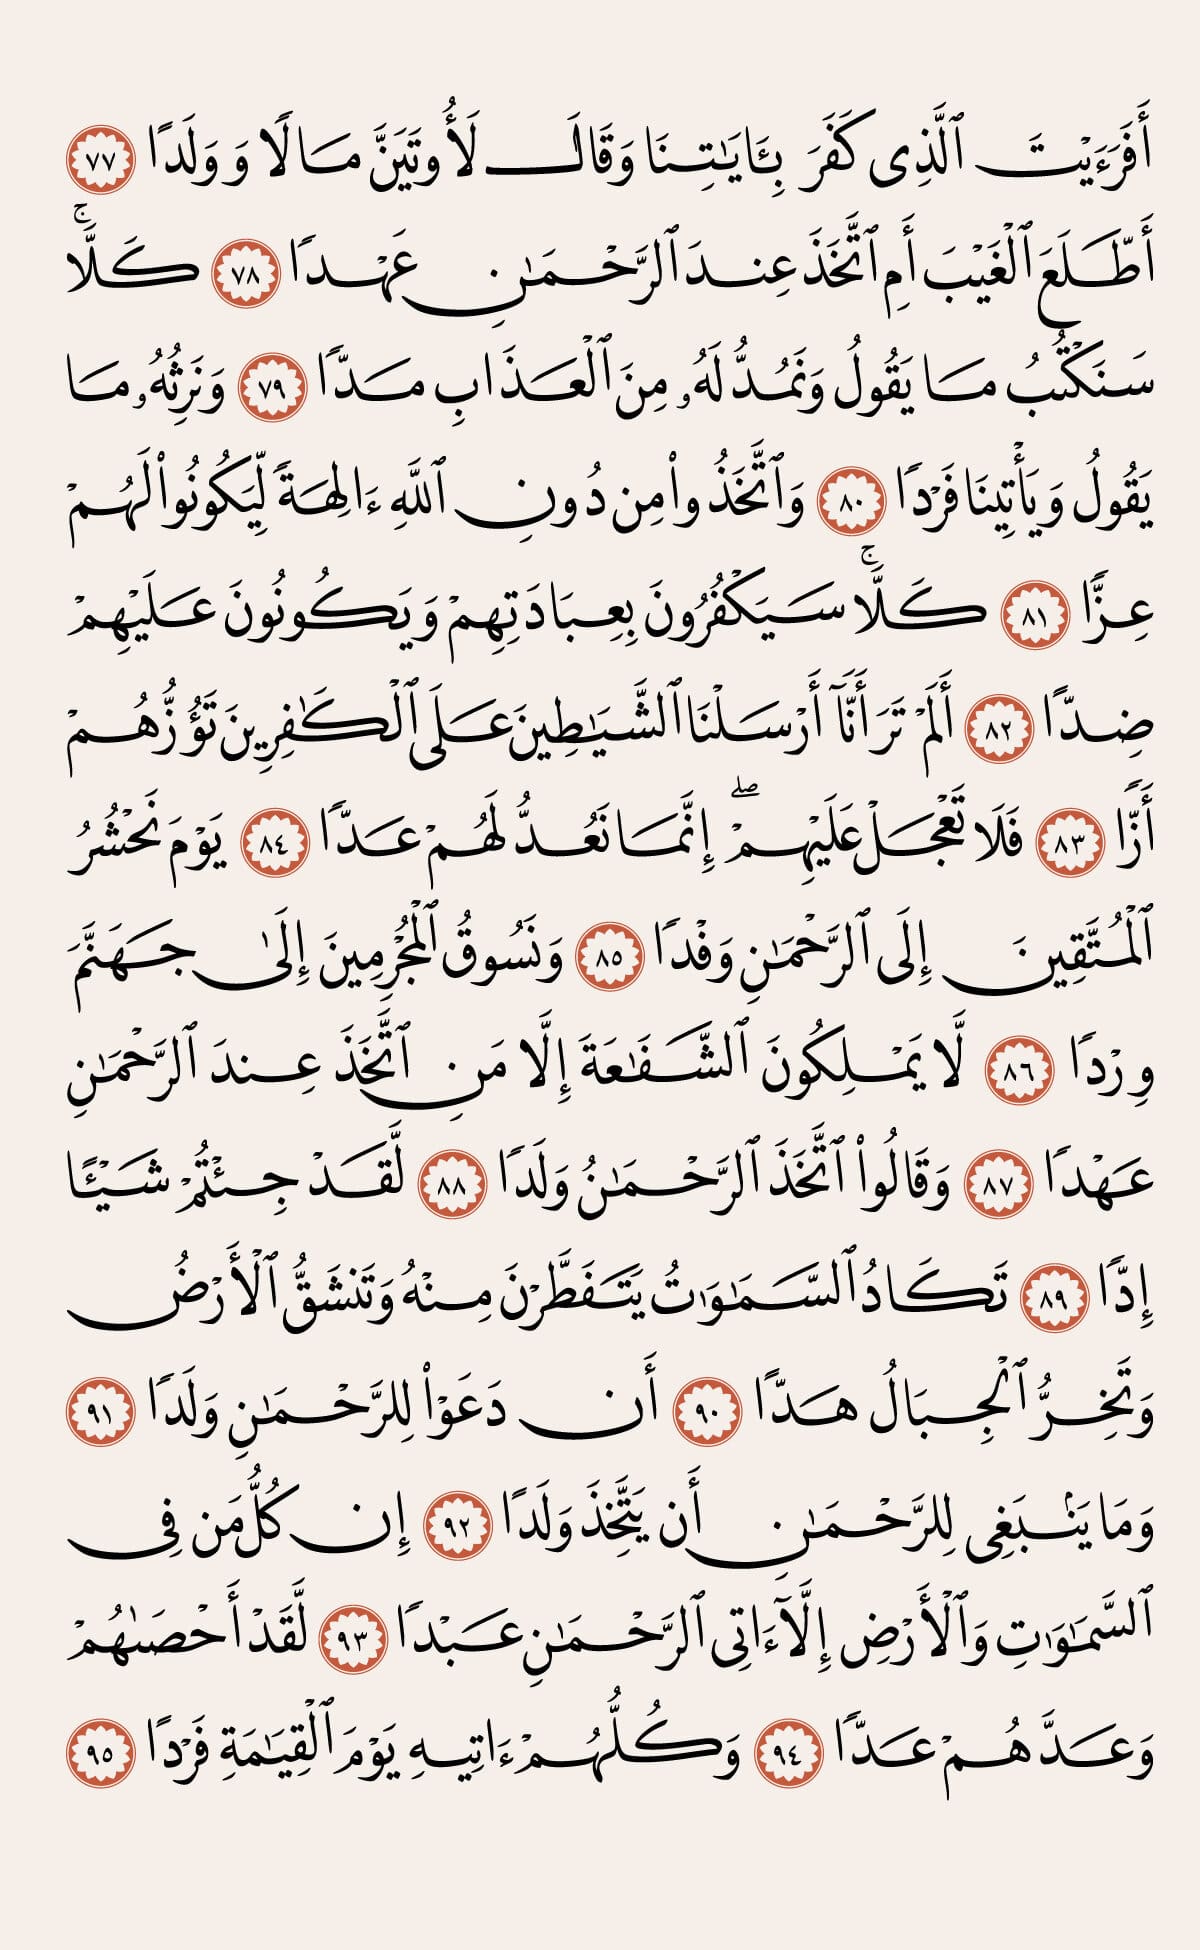 أَفَرَءَيْتَ ٱلَّذِى كَفَرَ بِـَٔايَـٰتِنَا وَقَالَ لَأُوتَيَنَّ مَالًا وَوَلَدًا ٧٧
أَطَّلَعَ ٱلْغَيْبَ أَمِ ٱتَّخَذَ عِندَ ٱلرَّحْمَـٰنِ عَهْدًا ٧٨ كَلَّا ۚ
سَنَكْتُبُ مَا يَقُولُ وَنَمُدُّ لَهُۥ مِنَ ٱلْعَذَابِ مَدًّا ٧٩ وَنَرِثُهُۥ مَا
يَقُولُ وَيَأْتِينَا فَرْدًا ٨٠ وَٱتَّخَذُوا۟ مِن دُونِ ٱللَّهِ ءَالِهَةً لِّيَكُونُوا۟ لَهُمْ
عِزًّا ٨١ كَلَّا ۚ سَيَكْفُرُونَ بِعِبَادَتِهِمْ وَيَكُونُونَ عَلَيْهِمْ
ضِدًّا ٨٢ أَلَمْ تَرَ أَنَّآ أَرْسَلْنَا ٱلشَّيَـٰطِينَ عَلَى ٱلْكَـٰفِرِينَ تَؤُزُّهُمْ
أَزًّا ٨٣ فَلَا تَعْجَلْ عَلَيْهِمْ ۖ إِنَّمَا نَعُدُّ لَهُمْ عَدًّا ٨٤ يَوْمَ نَحْشُرُ
ٱلْمُتَّقِينَ إِلَى ٱلرَّحْمَـٰنِ وَفْدًا ٨٥ وَنَسُوقُ ٱلْمُجْرِمِينَ إِلَىٰ جَهَنَّمَ
وِرْدًا ٨٦ لَّا يَمْلِكُونَ ٱلشَّفَـٰعَةَ إِلَّا مَنِ ٱتَّخَذَ عِندَ ٱلرَّحْمَـٰنِ
عَهْدًا ٨٧ وَقَالُوا۟ ٱتَّخَذَ ٱلرَّحْمَـٰنُ وَلَدًا ٨٨ لَّقَدْ جِئْتُمْ شَيْـًٔا
إِدًّا ٨٩ تَكَادُ ٱلسَّمَـٰوَٰتُ يَتَفَطَّرْنَ مِنْهُ وَتَنشَقُّ ٱلْأَرْضُ
وَتَخِرُّ ٱلْجِبَالُ هَدًّا ٩٠ أَن دَعَوْا۟ لِلرَّحْمَـٰنِ وَلَدًا ٩١
وَمَا يَنۢبَغِى لِلرَّحْمَـٰنِ أَن يَتَّخِذَ وَلَدًا ٩٢ إِن كُلُّ مَن فِى
ٱلسَّمَـٰوَٰتِ وَٱلْأَرْضِ إِلَّآ ءَاتِى ٱلرَّحْمَـٰنِ عَبْدًا ٩٣ لَّقَدْ أَحْصَىٰهُمْ
وَعَدَّهُمْ عَدًّا ٩٤ وَكُلُّهُمْ ءَاتِيهِ يَوْمَ ٱلْقِيَـٰمَةِ فَرْدًا ٩٥